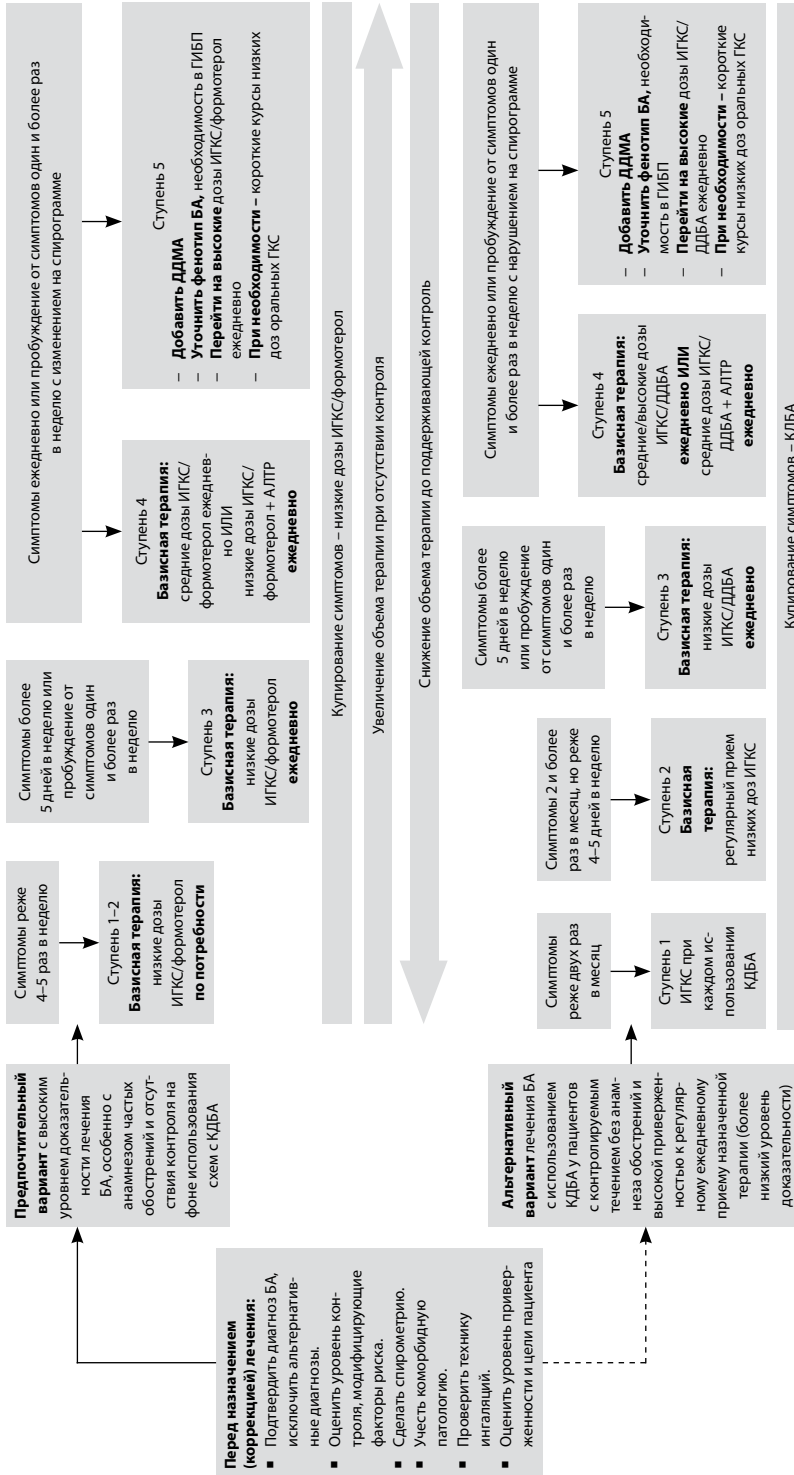 Перед назначением
(коррекцией) лечения:
■ Подтвердить диагноз БА,
исключить альтернатив-
ные диагнозы.
■ Оценить уровень кон-
троля, модифицирующие
факторы риска.
■ Сделать спирометрию.
■ Учесть коморбидную
патологию.
■ Проверить технику
ингаляций.
■ Оценить уровень привер-
женности и цели пациента
Предпочтительный
вариант с высоким
уровнем доказатель-
ности лечения
БА, особенно с
анамнезом частых
обострений и отсут-
ствия контроля на
фоне использования
схем с КДБА
Симптомы реже
4–5 раз в неделю
Ступень 1–2
Базисная терапия:
низкие дозы
ИГКС/формотерол
по потребности
Симптомы более
5 дней в неделю или
пробуждение от
симптомов один
и более раз
в неделю
Ступень 3
Базисная терапия:
низкие дозы
ИГКС/формотерол
ежедневно
Симптомы ежедневно или пробуждение от симптомов один и более раз
в неделю с изменением на спирограмме
Ступень 4
Базисная терапия:
средние дозы ИГКС/
формотерол ежеднев-
но ИЛИ
низкие дозы ИГКС/
формотерол + АЛТР
ежедневно
Ступень 5
– Добавить ДДМА
– Уточнить фенотип БА, необходимость в ГИБП
– Перейти на высокие дозы ИГКС/формотерол
ежедневно
– При необходимости – короткие курсы низких
доз оральных ГКС
Купирование симптомов – низкие дозы ИГКС/формотерол
Увеличение объема терапии при отсутствии контроля
Снижение объема терапии до поддерживающей контроль
Альтернативный
вариант лечения БА
с использованием
КДБА у пациентов
с контролируемым
течением без анам-
неза обострений и
высокой привержен-
ностью к регуляр-
ному ежедневному
приему назначенной
терапии (более
низкий уровень
доказательности)
Симптомы
реже двух раз
в месяц
Ступень 1
ИГКС при
каждом ис-
пользовании
КДБА
Симптомы 2 и более
раз в месяц, но реже
4–5 дней в неделю
Ступень 2
Базисная
терапия:
регулярный прием
низких доз ИГКС
Симптомы более
5 дней в неделю
или пробуждение
от симптомов один
и более раз
в неделю
Ступень 3
Базисная терапия:
низкие дозы
ИГКС/ДДБА
ежедневно
Симптомы ежедневно или пробуждение от симптомов один
и более раз в неделю с нарушением на спирограмме
Ступень 4
Базисная терапия:
средние/высокие дозы
ИГКС/ДДБА
ежедневно ИЛИ
средние дозы ИГКС/
ДДБА + АЛТР
ежедневно
Ступень 5
– Добавить ДДМА
– Уточнить фенотип БА, необходи-
мость в ГИБП
– Перейти на высокие дозы ИГКС/
ДДБА ежедневно
– При необходимости – короткие
курсы низких доз оральных ГКС
Купирование симптомов – КДБА